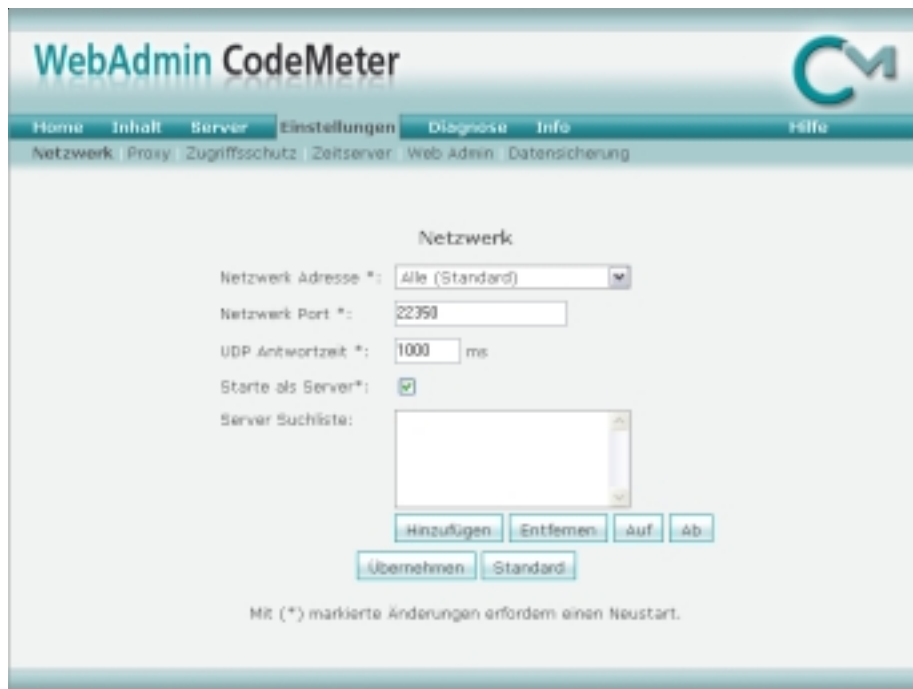 WebAdmin CodeMeter
CM
Home Inhalt Server Einstellungen Diagnose Info Hilfe
Netzwerk | Proxy | Zugriffsschutz | Zeitserver | Web Admin | Datensicherung
Netzwerk
Netzwerk Adresse *: Alle (Standard)
Netzwerk Port *: 22350
UDP Antwortzeit *: 1000 ms
Starte als Server*:
Server Suchliste:
Hinzufügen Entfernen Auf Ab
Übernehmen Standard
Mit (*) markierte Änderungen erfordern einen Neustart.